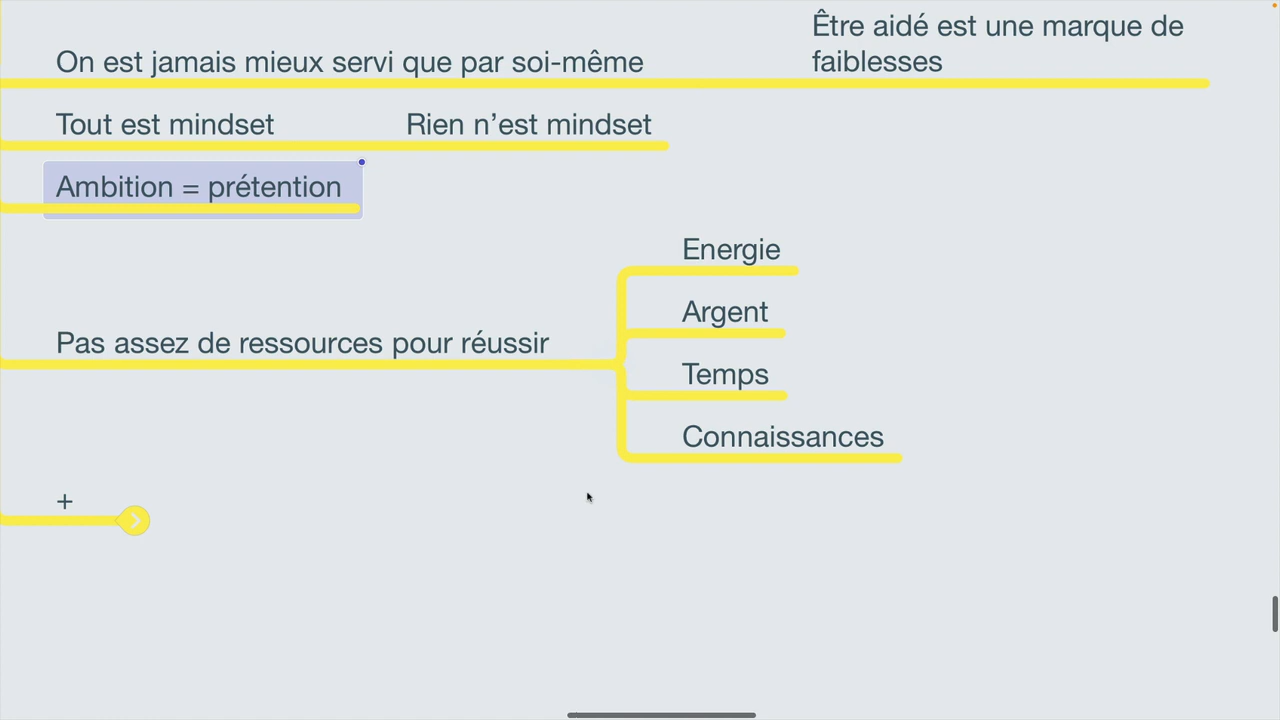 On est jamais mieux servi que par soi-même
Être aidé est une marque de
faiblesses
Tout est mindset
Rien n’est mindset
Ambition = prétention
Pas assez de ressources pour réussir
Energie
Argent
Temps
Connaissances
+